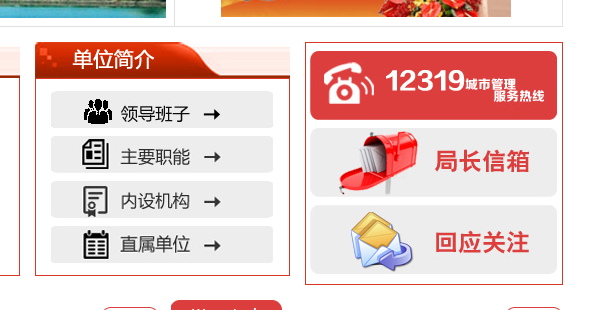 单位简介
领导班子
主要职能
内设机构
直属单位
12319城市管理
服务热线
局长信箱
回应关注